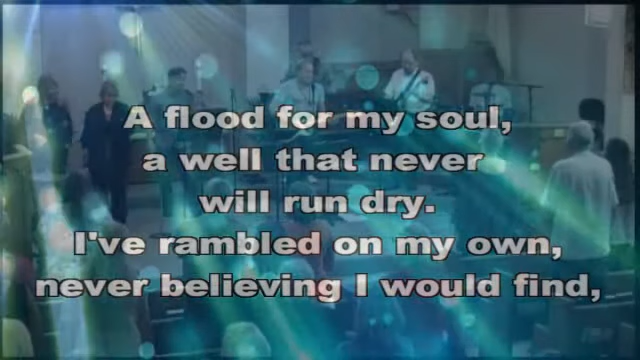 A flood for my soul,
a well that never
will run dry.
I've rambled on my own,
never believing I would find,